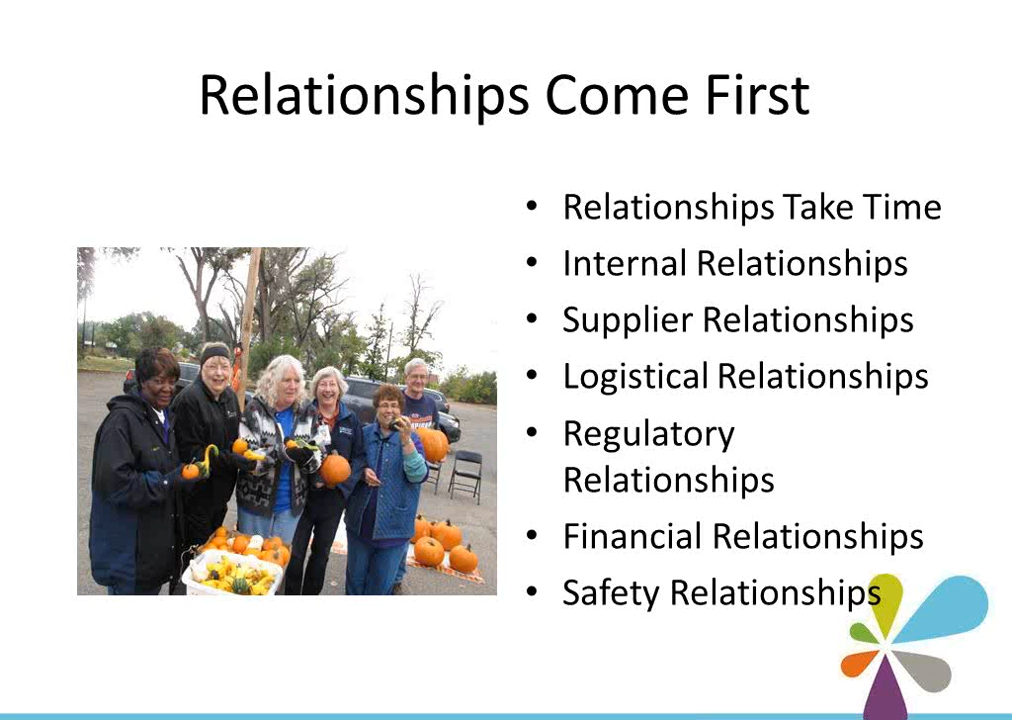 Relationships Come First
• Relationships Take Time
• Internal Relationships
• Supplier Relationships
• Logistical Relationships
• Regulatory
Relationships
• Financial Relationships
• Safety Relationships